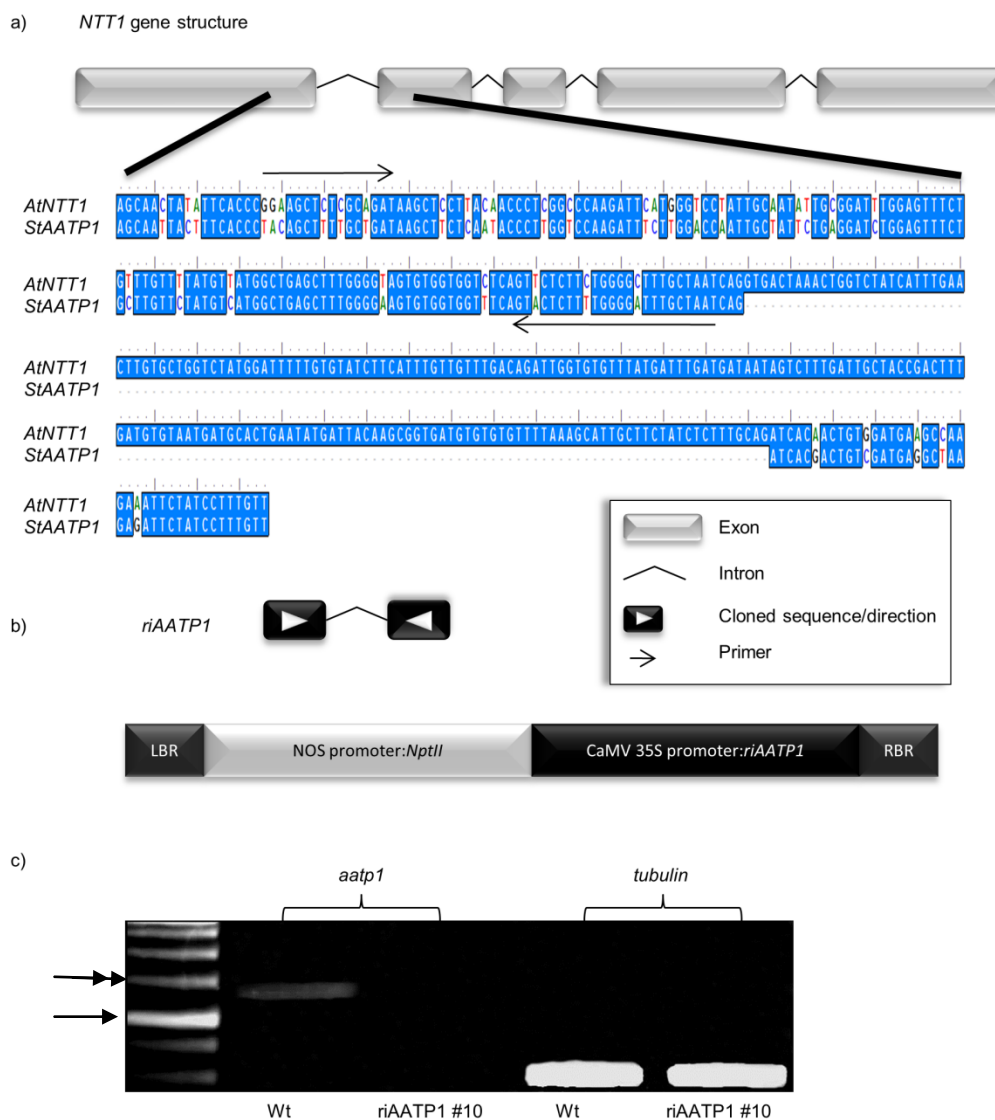 a) NTT1 gene structure
AtNTT1 AGCAACTATATTCACCCGGAAGCTCTCGCAGATAAGCTCCTTACAACCCTCGGCCCAAGATTCATGGGTCCTATTGCAATATTGCGGATTTGGAGTTTCT
StAATP1 AGCAATTACTTTCACCCTACAGCTTTTGCTGATAAGCTTCTCAATACCCTTGGTCCAAGATTCTTGGACCAATTGCTATTCTGAGGATCTGGAGTTTCT
AtNTT1 GTTTGTTTATGTTATGGCTGAGCTTTGGGGTAGTGTGGTGGTCTCAGTTCTCTTCTGGGGCTTTGCTAATCAGGTGACTAAACTGGTCTATCATTTGAA
StAATP1 GCTTGTTCTATGTCATGGCTGAGCTTTGGGGAAGTGTGGTGGTTTCAGTACTCTTTTGGGGATTTGCTAATCAG
AtNTT1 CTTGTGCTGGTCTATGGATTTTTGTGTATCTTCATTTGTTGTTTGACAGATTGGTGTGTTTATGATTTGATGATAATAGTCTTTGATTGCTACCGACTTT
StAATP1
AtNTT1 GATGTGTAATGATGCACTGAATATGATTACAAGCGGTGATGTGTGTGTTTTAAAGCATTGCTTCTATCTCTTTGCAGATCACAACTGTGGATGAAGCCAA
StAATP1 ATCACGACTGTCGATGAGGCTAA
AtNTT1 GAAATTCTATCCTTTGTT
StAATP1 GAGATTCTATCCTTTGTT
Exon
Intron
Cloned sequence/direction
Primer
b) riAATP1
LBR NOS promoter:NptII CaMV 35S promoter:riAATP1 RBR
c)
aatp1 tubulin
Wt riAATP1 #10 Wt riAATP1 #10